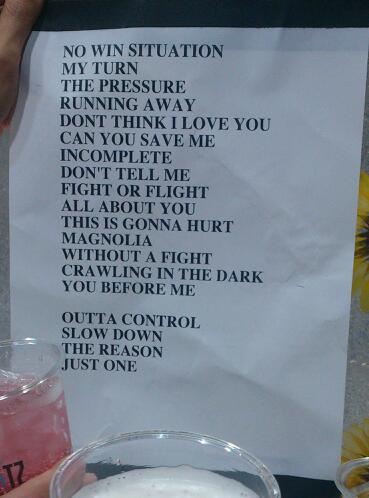 NO WIN SITUATION
MY TURN
THE PRESSURE
RUNNING AWAY
DONT THINK I LOVE YOU
CAN YOU SAVE ME
INCOMPLETE
DON'T TELL ME
FIGHT OR FLIGHT
ALL ABOUT YOU
THIS IS GONNA HURT
MAGNOLIA
WITHOUT A FIGHT
CRAWLING IN THE DARK
YOU BEFORE ME
OUTTA CONTROL
SLOW DOWN
THE REASON
JUST ONE